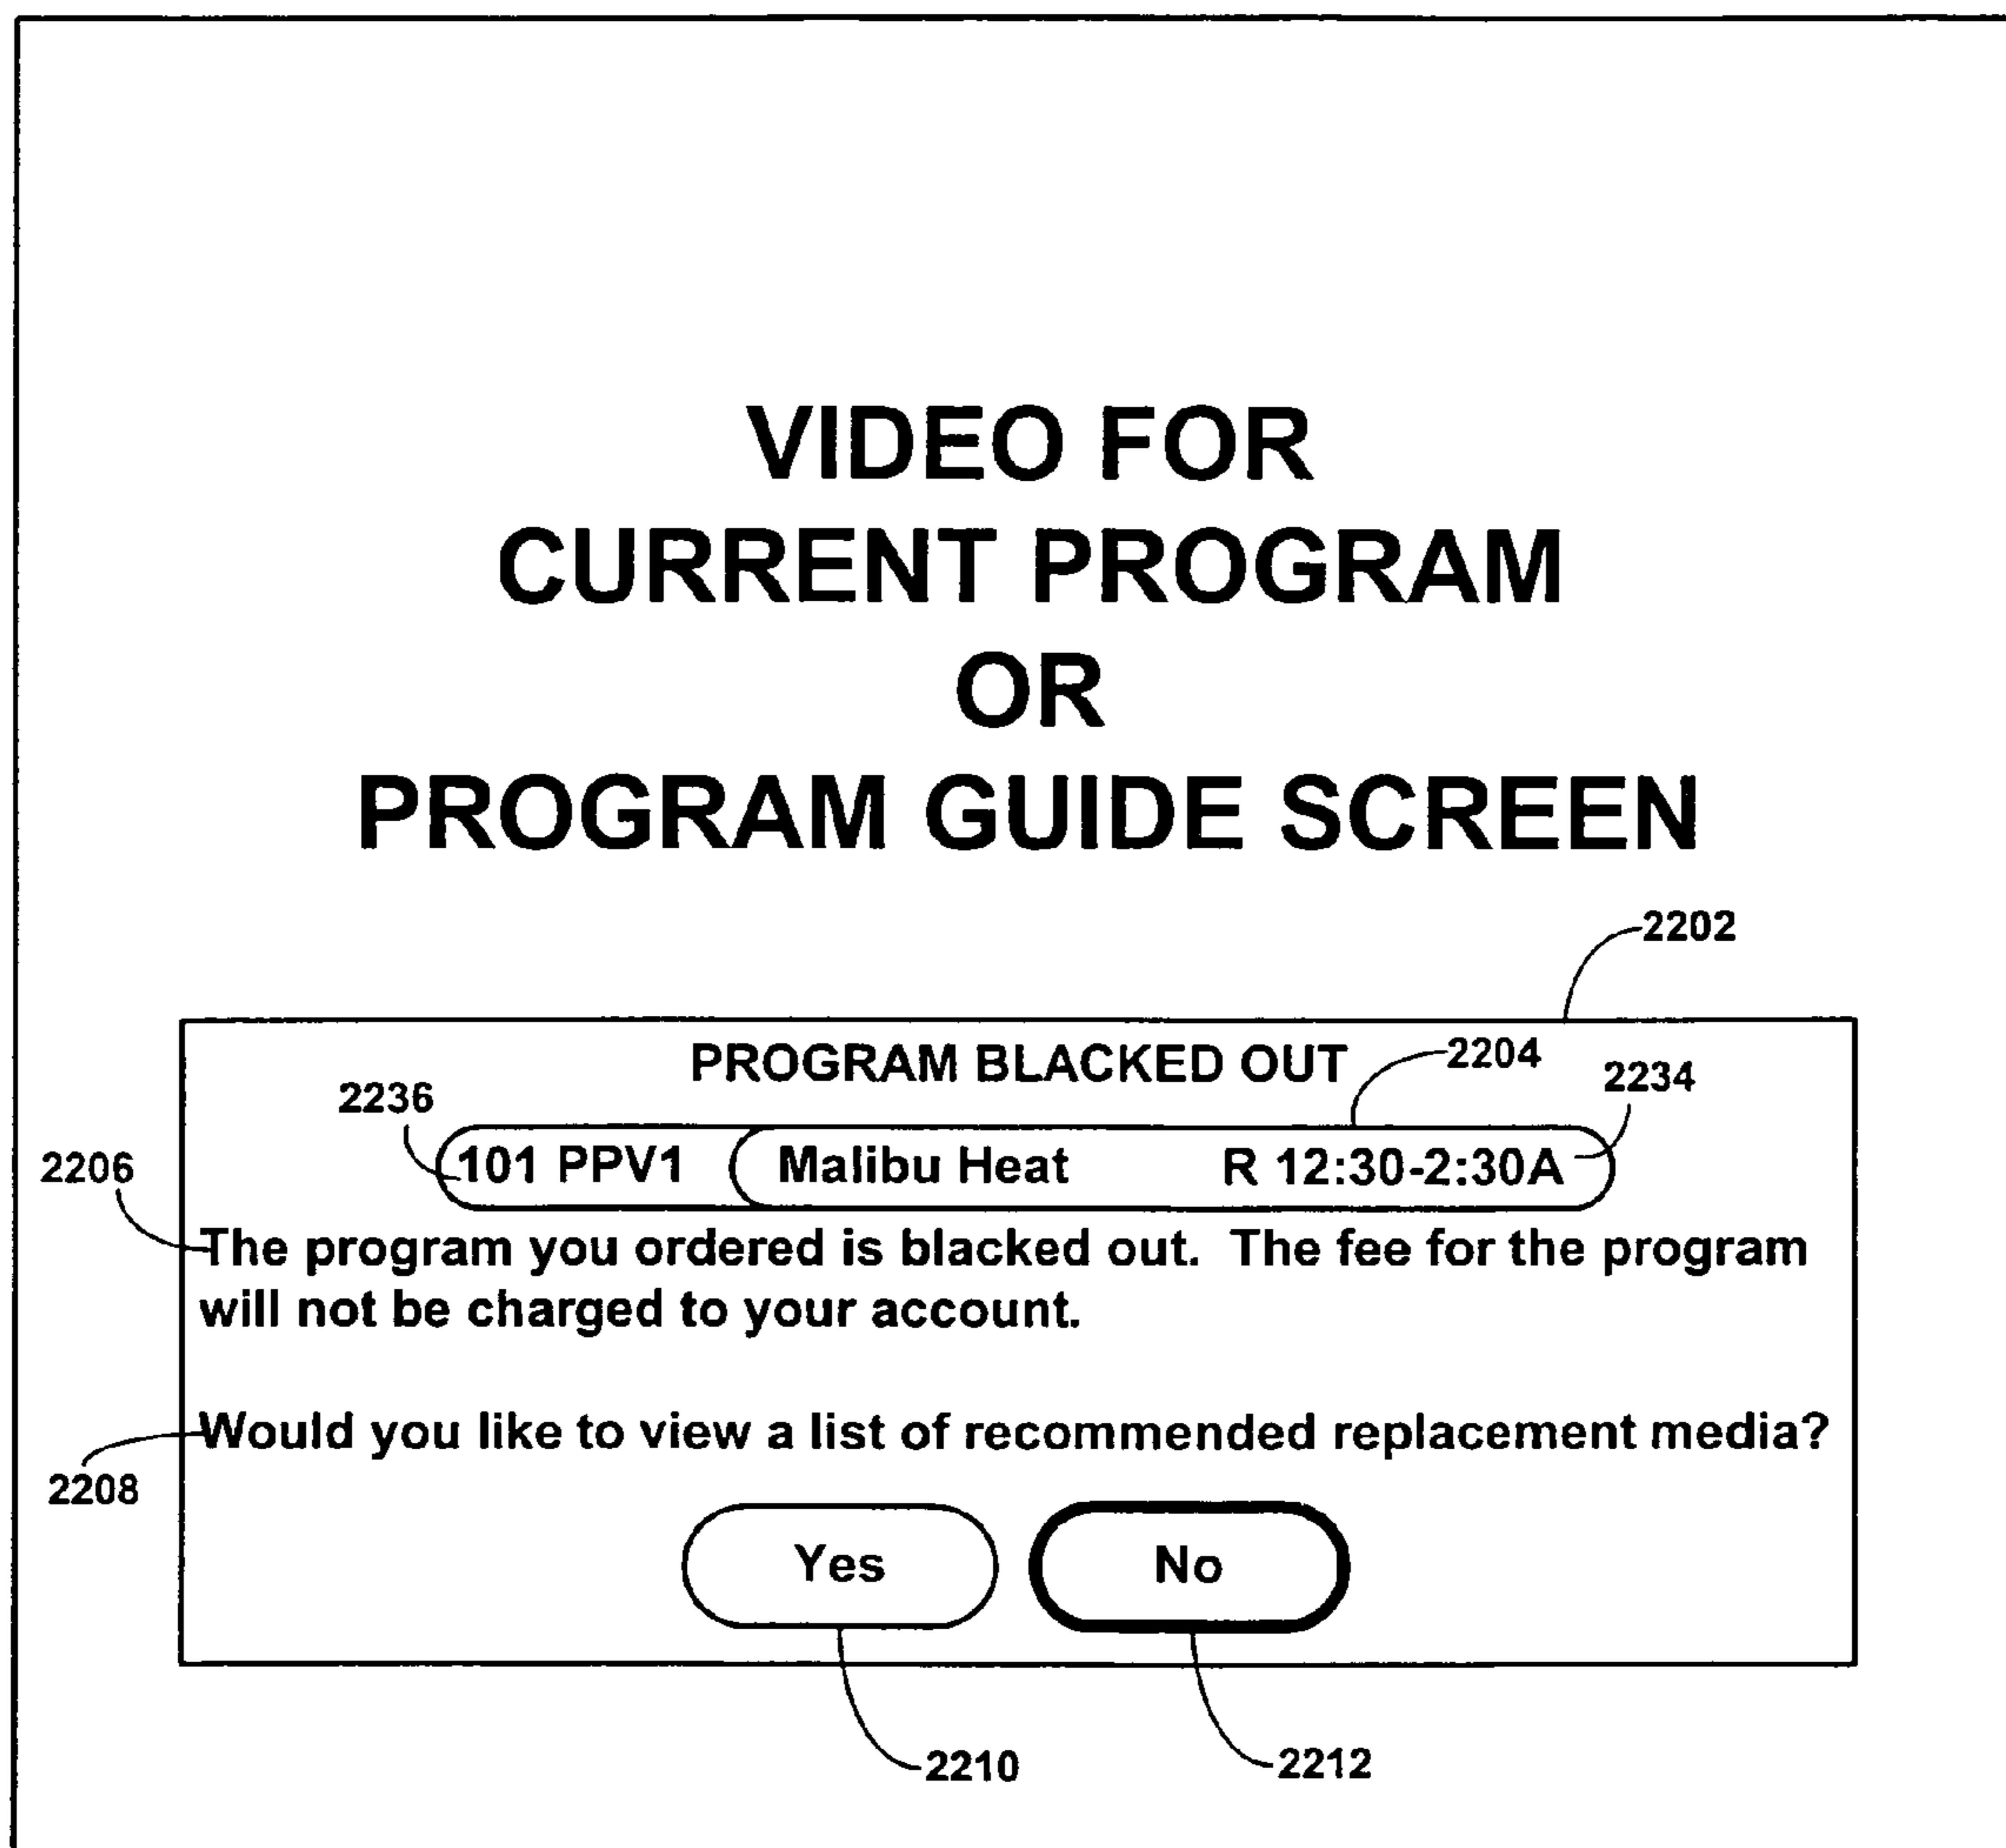 VIDEO FOR
CURRENT PROGRAM
OR
PROGRAM GUIDE SCREEN
2202
PROGRAM BLACKED OUT
2204
2234
2236
101 PPV1 Malibu Heat R 12:30-2:30A
2206
The program you ordered is blacked out. The fee for the program
will not be charged to your account.
Would you like to view a list of recommended replacement media?
2208
Yes No
2210 2212